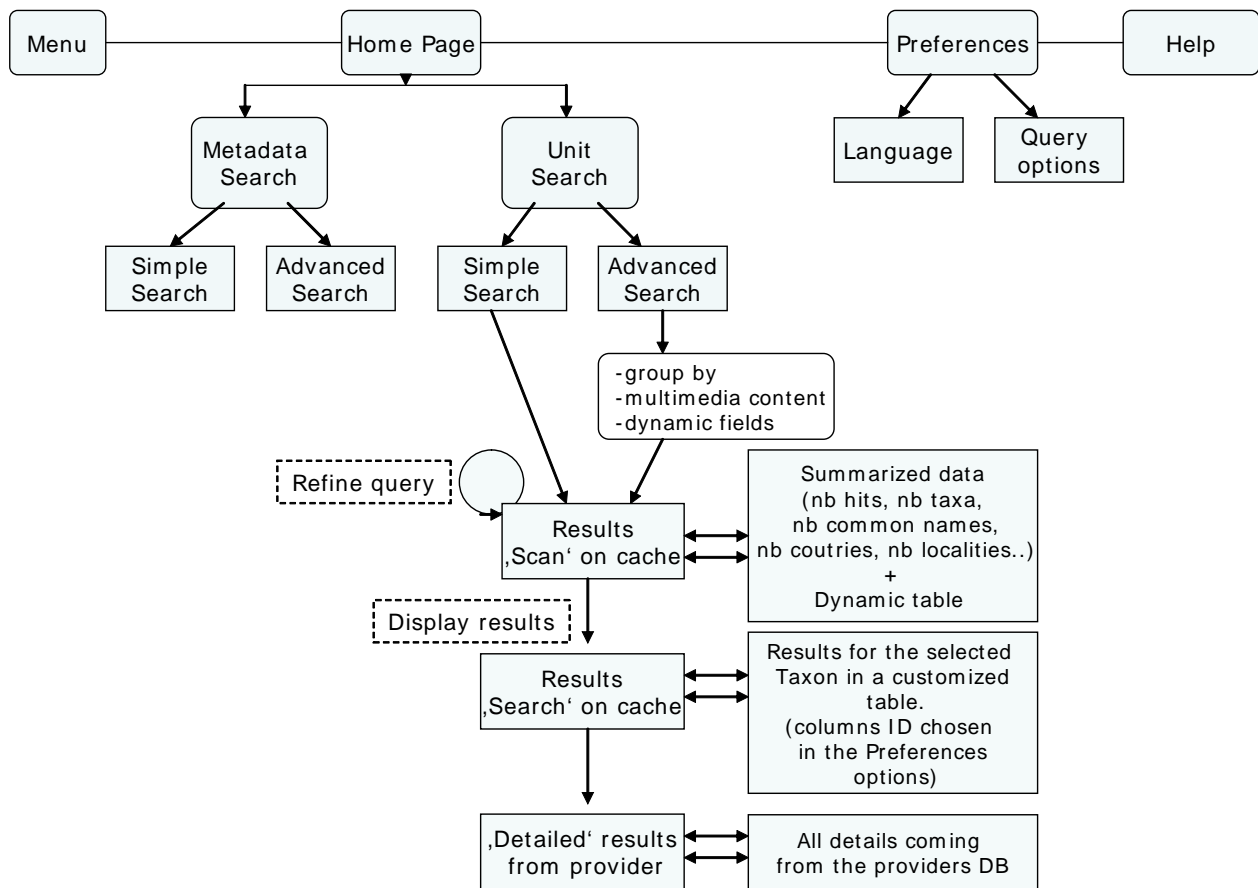 Menu
Home Page
Preferences
Help
Metadata
Search
Unit
Search
Language
Query
options
Simple
Search
Advanced
Search
Simple
Search
Advanced
Search
-group by
-multimedia content
-dynamic fields
Refine query
Results
‚Scan‘ on cache
Summarized data
(nb hits, nb taxa,
nb common names,
nb coutries, nb localities..)
+
Dynamic table
Display results
Results
‚Search‘ on cache
Results for the selected
Taxon in a customized
table.
(columns ID chosen
in the Preferences
options)
‚Detailed‘ results
from provider
All details coming
from the providers DB